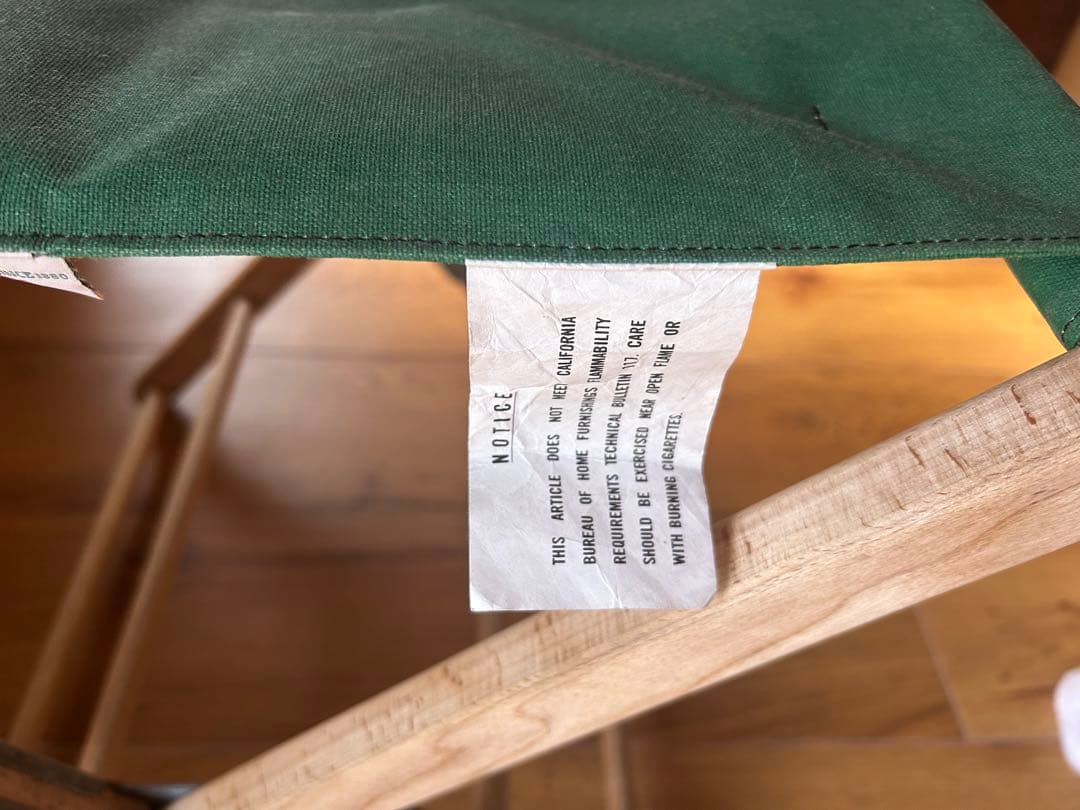 NOTICE
THIS ARTICLE DOES NOT MEET CALIFORNIA
BUREAU OF HOME FURNISHINGS FLAMMABILITY
REQUIREMENTS TECHNICAL BULLETIN 117. CARE
SHOULD BE EXERCISED NEAR OPEN FLAME OR
WITH BURNING CIGARETTES.